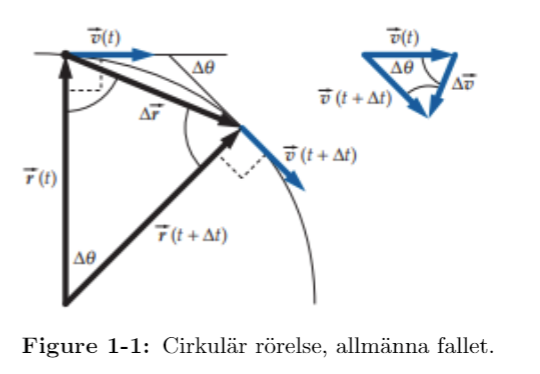 v⃗(t)
v⃗(t)
Δθ
Δθ
Δv⃗
v⃗ (t + Δt)
Δr⃗
v⃗ (t + Δt)
r⃗(t)
r⃗ (t + Δt)
Δθ
Figure 1-1: Cirkulär rörelse, allmänna fallet.